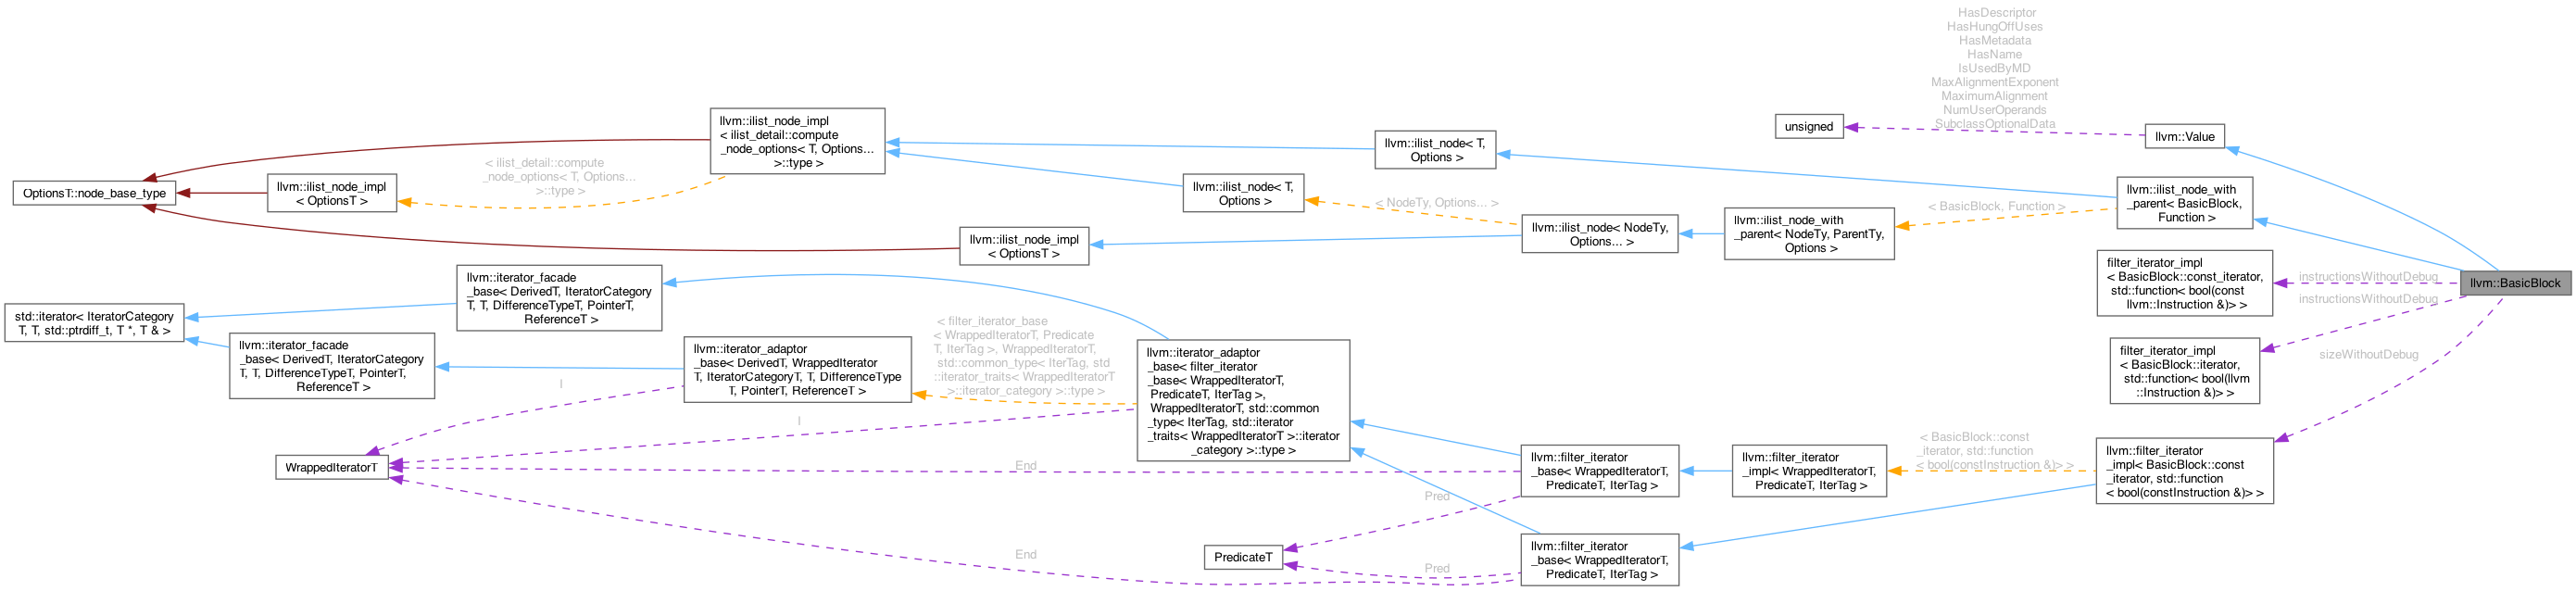 OptionsT::node_base_type
std::iterator< IteratorCategory
T, T, std::ptrdiff_t, T *, T & >
llvm::ilist_node_impl
< OptionsT >
llvm::iterator_facade
_base< DerivedT, IteratorCategory
T, T, DifferenceTypeT, PointerT,
ReferenceT >
WrappedIteratorT
< ilist_detail::compute
_node_options< T, Options...
>::type >
llvm::iterator_facade
_base< DerivedT, IteratorCategory
T, T, DifferenceTypeT, PointerT,
ReferenceT >
I
llvm::ilist_node_impl
< ilist_detail::compute
_node_options< T, Options...
>::type >
llvm::iterator_adaptor
_base< DerivedT, WrappedIterator
T, IteratorCategoryT, T, DifferenceType
T, PointerT, ReferenceT >
I
llvm::ilist_node_impl
< OptionsT >
< filter_iterator_base
< WrappedIteratorT, Predicate
T, IterTag >, WrappedIteratorT,
std::common_type< IterTag, std
::iterator_traits< WrappedIteratorT
>::iterator_category >::type >
End
End
llvm::ilist_node< T,
Options >
llvm::iterator_adaptor
_base< filter_iterator
_base< WrappedIteratorT,
PredicateT, IterTag >,
WrappedIteratorT, std::common
_type< IterTag, std::iterator
_traits< WrappedIteratorT >::iterator
_category >::type >
PredicateT
llvm::ilist_node< T,
Options >
< NodeTy, Options... >
Pred
Pred
llvm::ilist_node< NodeTy,
Options... >
llvm::filter_iterator
_base< WrappedIteratorT,
PredicateT, IterTag >
llvm::filter_iterator
_base< WrappedIteratorT,
PredicateT, IterTag >
unsigned
llvm::ilist_node_with
_parent< NodeTy, ParentTy,
Options >
llvm::filter_iterator
_impl< WrappedIteratorT,
PredicateT, IterTag >
HasDescriptor
HasHungOffUses
HasMetadata
HasName
IsUsedByMD
MaxAlignmentExponent
MaximumAlignment
NumUserOperands
SubclassOptionalData
< BasicBlock, Function >
< BasicBlock::const
_iterator, std::function
< bool(constInstruction &)> >
llvm::Value
llvm::ilist_node_with
_parent< BasicBlock,
Function >
filter_iterator_impl
< BasicBlock::const_iterator,
std::function< bool(const
llvm::Instruction &)> >
filter_iterator_impl
< BasicBlock::iterator,
std::function< bool(llvm
::Instruction &)> >
llvm::filter_iterator
_impl< BasicBlock::const
_iterator, std::function
< bool(constInstruction &)> >
instructionsWithoutDebug
instructionsWithoutDebug
sizeWithoutDebug
llvm::BasicBlock